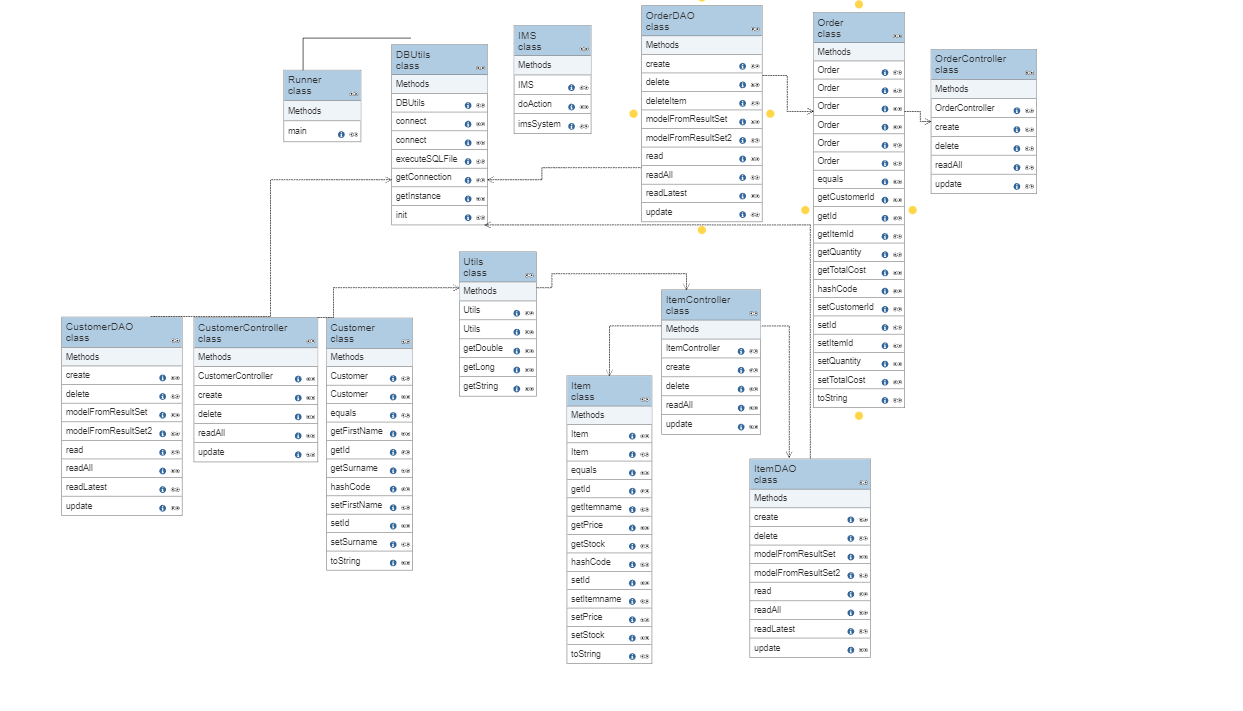 Runner
class
Methods
main
DBUtils
class
Methods
DBUtils
connect
connect
executeSQLFile
getConnection
getInstance
init
IMS
class
Methods
IMS
doAction
imsSystem
OrderDAO
class
Methods
create
delete
deleteItem
modelFromResultSet
modelFromResultSet2
read
readAll
readLatest
update
Order
class
Methods
Order
Order
Order
Order
Order
Order
equals
getCustomerId
getId
getItemId
getQuantity
getTotalCost
hashCode
setCustomerId
setId
setItemId
setQuantity
setTotalCost
toString
OrderController
class
Methods
OrderController
create
delete
readAll
update
CustomerDAO
class
Methods
create
delete
modelFromResultSet
modelFromResultSet2
read
readAll
readLatest
update
CustomerController
class
Methods
CustomerController
create
delete
readAll
update
Customer
class
Methods
Customer
Customer
equals
getFirstName
getId
getSurname
hashCode
setFirstName
setId
setSurname
toString
Utils
class
Methods
Utils
Utils
getDouble
getLong
getString
Item
class
Methods
Item
Item
equals
getId
getItemname
getPrice
getStock
hashCode
setId
setItemname
setPrice
setStock
toString
ItemController
class
Methods
ItemController
create
delete
readAll
update
ItemDAO
class
Methods
create
delete
modelFromResultSet
modelFromResultSet2
read
readAll
readLatest
update